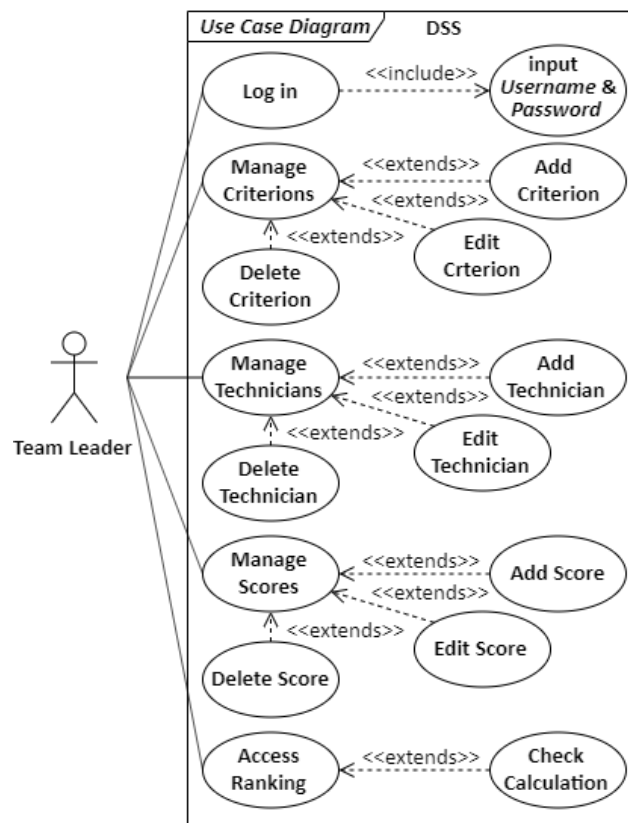 Use Case Diagram
DSS
Log in
<<include>>
input
Username &
Password
Manage
Criterions
<<extends>>
Add
Criterion
<<extends>>
<<extends>>
Edit
Crterion
Delete
Criterion
Team Leader
Manage
Technicians
<<extends>>
Add
Technician
<<extends>>
<<extends>>
Edit
Technician
Delete
Technician
Manage
Scores
<<extends>>
Add Score
<<extends>>
<<extends>>
Edit Score
Delete Score
Access
Ranking
<<extends>>
Check
Calculation